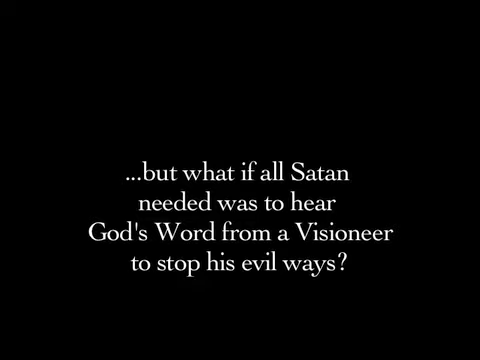 ...but what if all Satan
needed was to hear
God's Word from a Visioneer
to stop his evil ways?